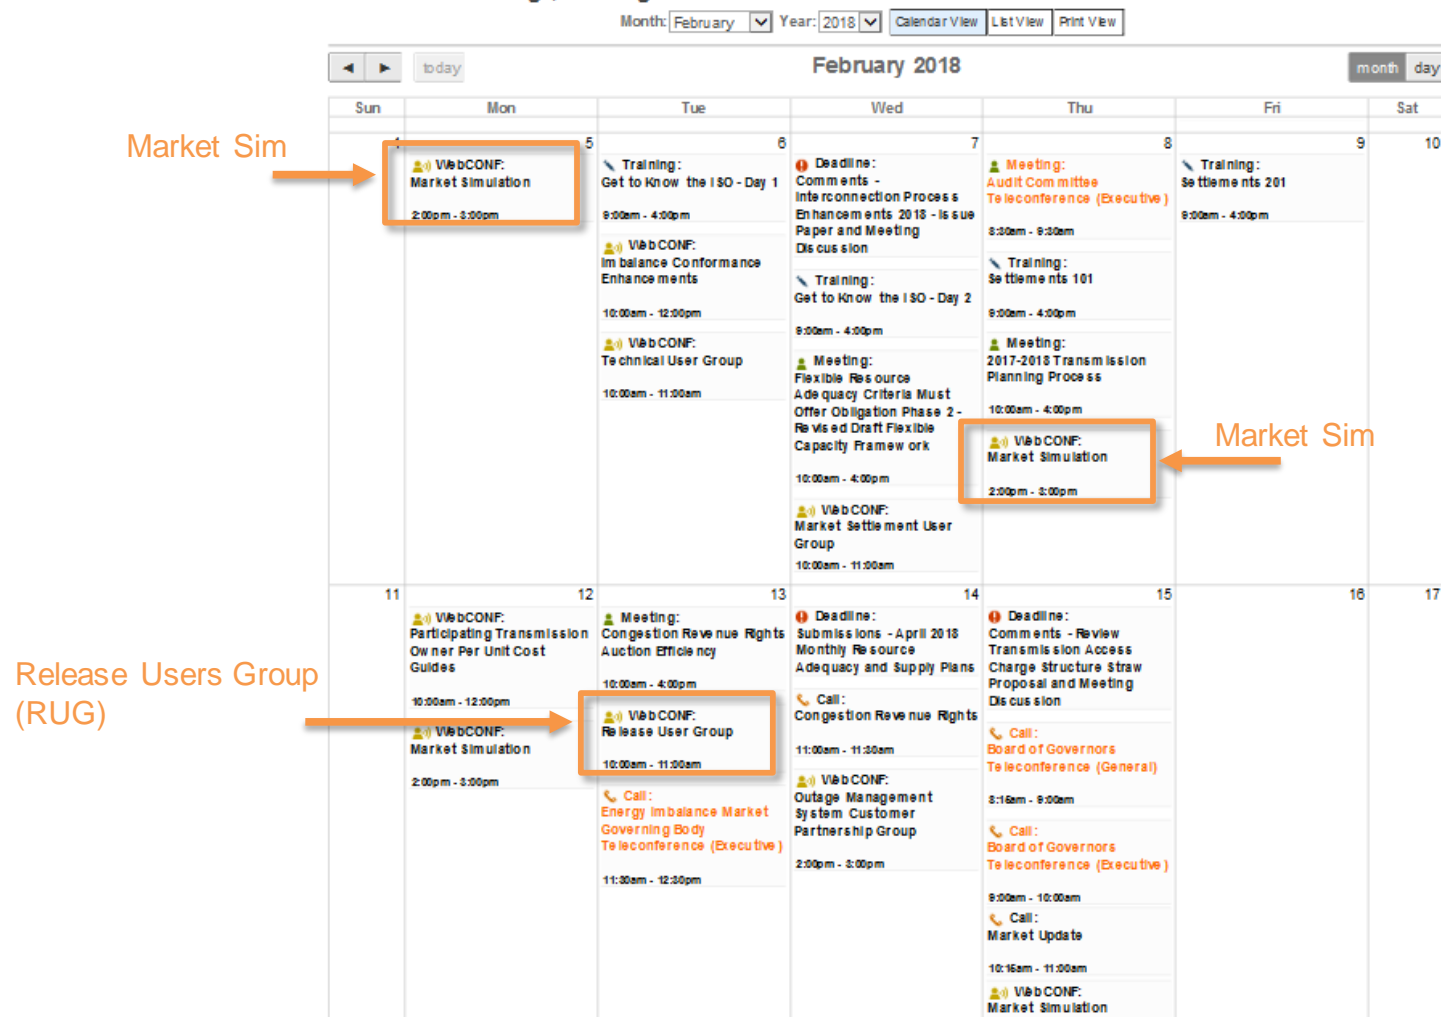 Month: February Year: 2018 Calendar View List View Print View
today
February 2018
month day
Sun Mon Tue Wed Thu Fri Sat
4 5 6 7 8 9 10
Market Sim
WebCONF:
Market Simulation
2:00pm - 3:00pm
Training:
Get to Know the ISO - Day 1
9:00am - 4:00pm
WebCONF:
Imbalance Conformance
Enhancements
10:00am - 12:00pm
WebCONF:
Technical User Group
10:00am - 11:00am
Deadline:
Comments -
Interconnection Process
Enhancements 2018 - Issue
Paper and Meeting
Discussion
Training:
Get to Know the ISO - Day 2
9:00am - 4:00pm
Meeting:
Flexible Resource
Adequacy Criteria Must
Offer Obligation Phase 2 -
Revised Draft Flexible
Capacity Framework
10:00am - 4:00pm
WebCONF:
Market Settlement User
Group
10:00am - 11:00am
Meeting:
Audit Committee
Teleconference (Executive)
8:30am - 9:30am
Training:
Settlements 101
9:00am - 4:00pm
Meeting:
2017-2018 Transmission
Planning Process
10:00am - 4:00pm
WebCONF:
Market Simulation
2:00pm - 3:00pm
Training:
Settlements 201
9:00am - 4:00pm
Market Sim
11 12 13 14 15 16 17
Release Users Group
(RUG)
WebCONF:
Participating Transmission
Owner Per Unit Cost
Guides
10:00am - 12:00pm
WebCONF:
Market Simulation
2:00pm - 3:00pm
Meeting:
Congestion Revenue Rights
Auction Efficiency
10:00am - 4:00pm
WebCONF:
Release User Group
10:00am - 11:00am
Call:
Energy Imbalance Market
Governing Body
Teleconference (Executive)
11:30am - 12:30pm
Deadline:
Submissions - April 2018
Monthly Resource
Adequacy and Supply Plans
Call:
Congestion Revenue Rights
11:00am - 11:30am
WebCONF:
Outage Management
System Customer
Partnership Group
2:00pm - 3:00pm
Deadline:
Comments - Review
Transmission Access
Charge Structure Straw
Proposal and Meeting
Discussion
Call:
Board of Governors
Teleconference (General)
8:15am - 9:00am
Call:
Board of Governors
Teleconference (Executive)
9:00am - 10:00am
Call:
Market Update
10:15am - 11:00am
WebCONF:
Market Simulation